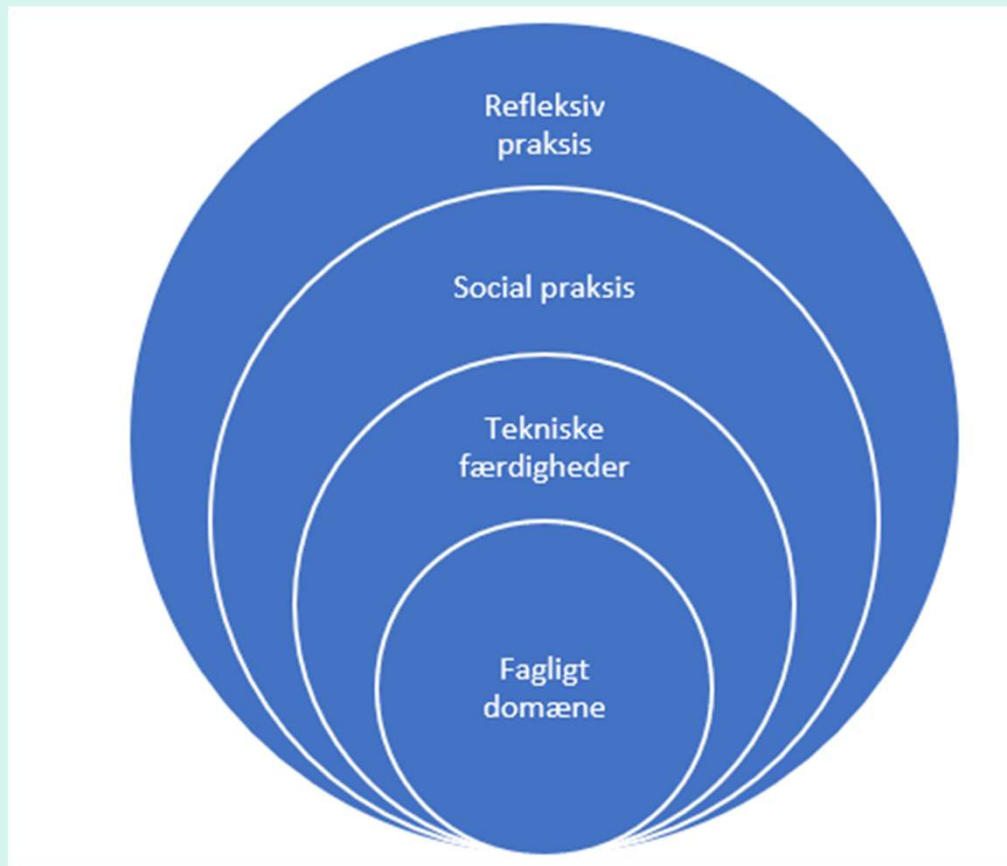 Refleksiv
praksis
Social praksis
Tekniske
færdigheder
Fagligt
domæne